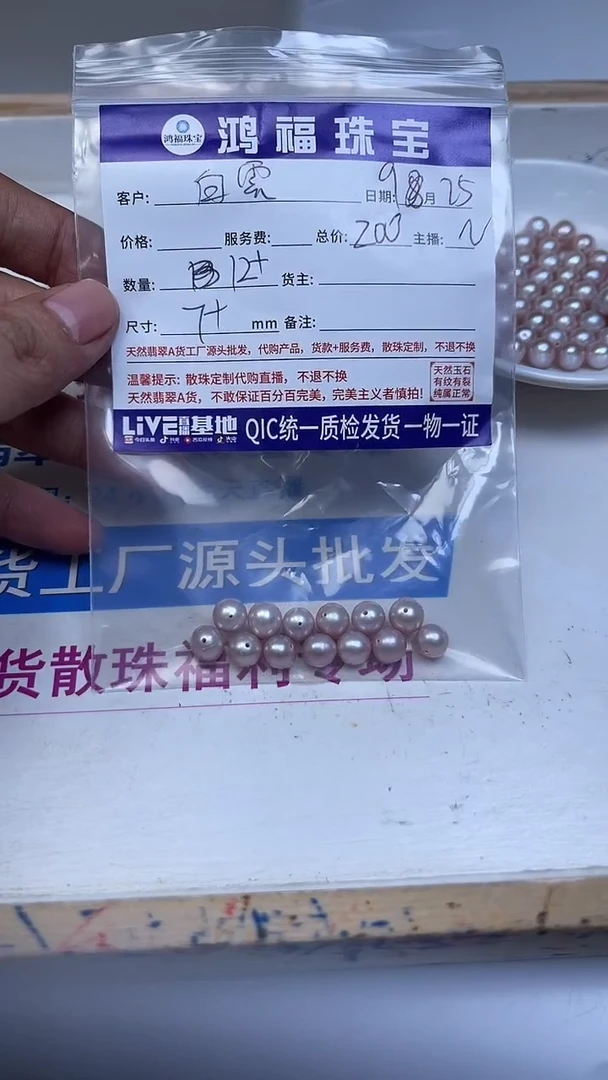 鸿福珠宝 鸿福珠宝
客户: 白云 日期: 9月25
价格: 服务费: 总价: 200 主播: N
数量: 12+ 货主:
尺寸: 7+ mm 备注:
天然翡翠A货工厂源头批发，代购产品，货款+服务费，散珠定制，不退不换
温馨提示: 散珠定制代购直播，不退不换
天然翡翠A货，不敢保证百分百完美，完美主义者慎拍!
天然玉石
有纹有裂
纯属正常
LiVE直播基地 QIC统一质检发货 一物一证
货工厂源头批发
货散珠福利专场